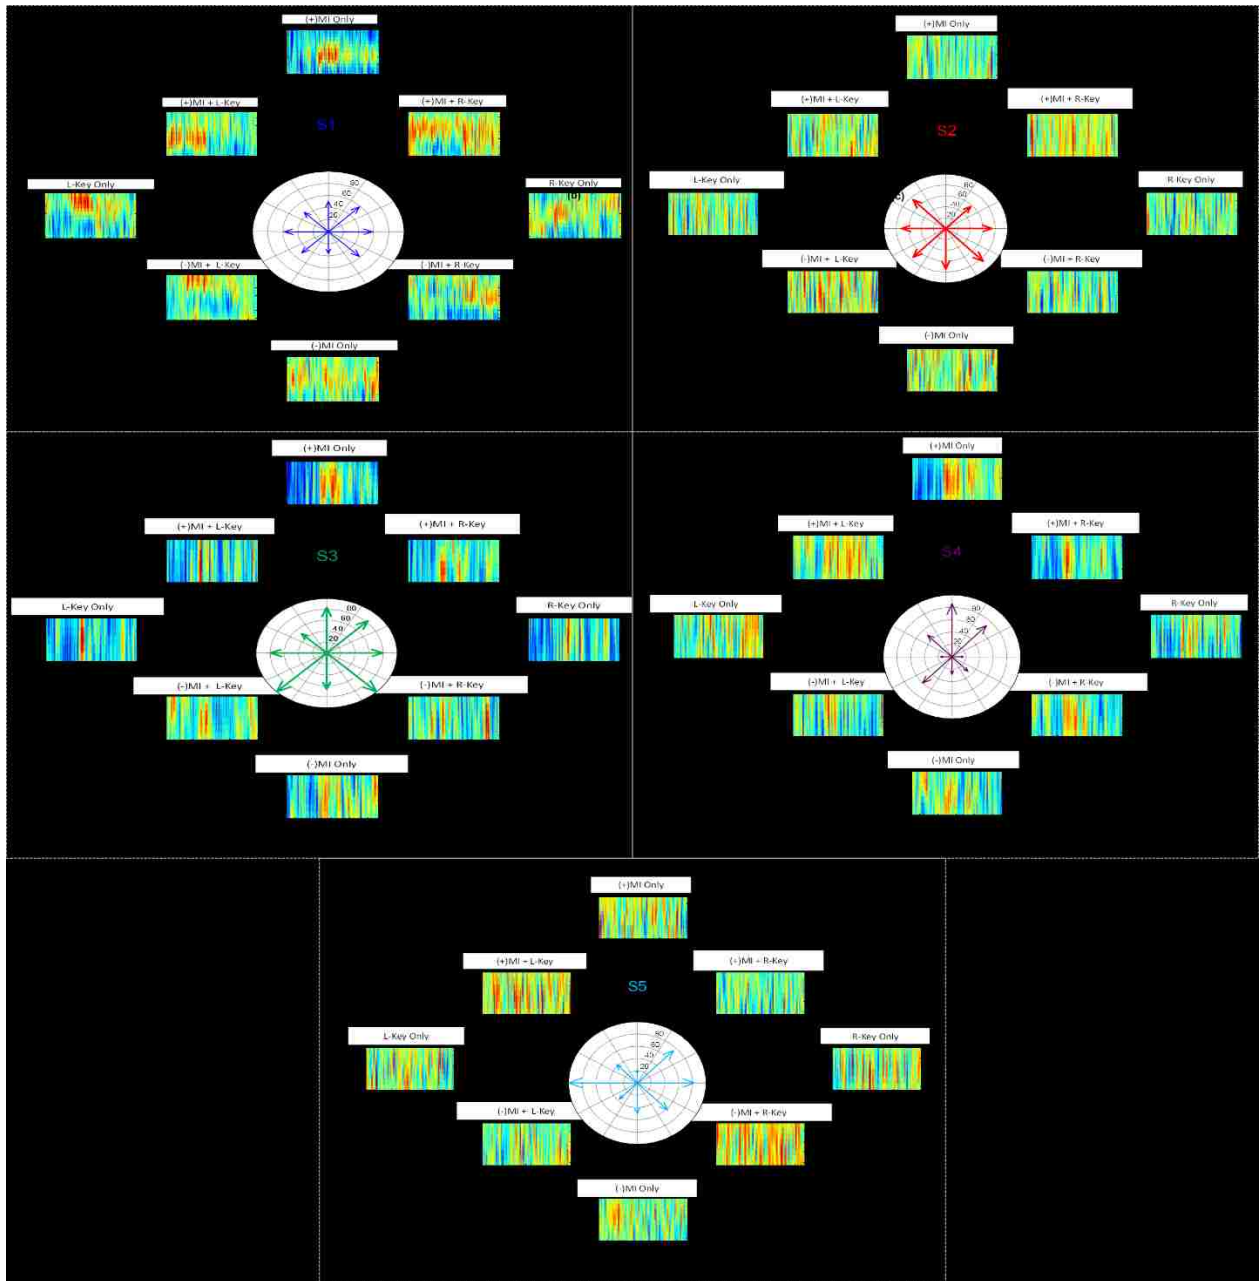 (+)MI Only
(+)MI + L-Key
(+)MI + R-Key
S1
L-Key Only
R-Key Only
80
60
40
20
(d)
(-)MI + L-Key
(-)MI + R-Key
(-)MI Only
(+)MI Only
(+)MI + L-Key
(+)MI + R-Key
S2
L-Key Only
R-Key Only
80
60
40
20
(c)
(-)MI + L-Key
(-)MI + R-Key
(-)MI Only
(+)MI Only
(+)MI + L-Key
(+)MI + R-Key
S3
L-Key Only
R-Key Only
80
60
40
20
(-)MI + L-Key
(-)MI + R-Key
(-)MI Only
(+)MI Only
(+)MI + L-Key
(+)MI + R-Key
S4
L-Key Only
R-Key Only
80
60
40
20
(-)MI + L-Key
(-)MI + R-Key
(-)MI Only
(+)MI Only
(+)MI + L-Key
(+)MI + R-Key
S5
L-Key Only
R-Key Only
80
60
40
20
(-)MI + L-Key
(-)MI + R-Key
(-)MI Only